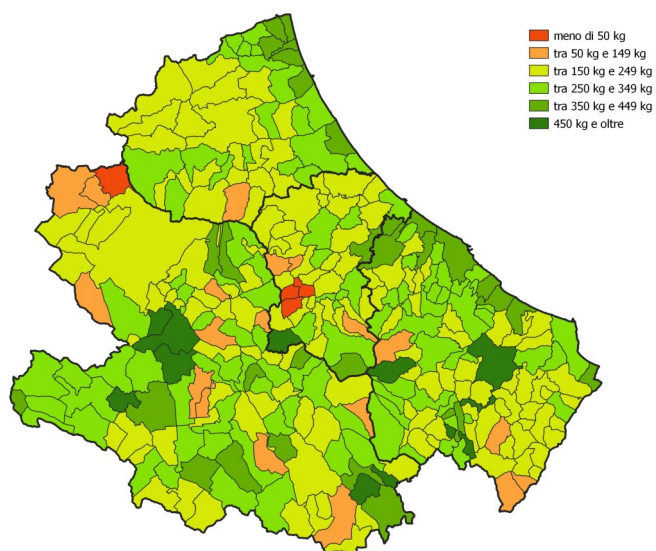 meno di 50 kg
tra 50 kg e 149 kg
tra 150 kg e 249 kg
tra 250 kg e 349 kg
tra 350 kg e 449 kg
450 kg e oltre